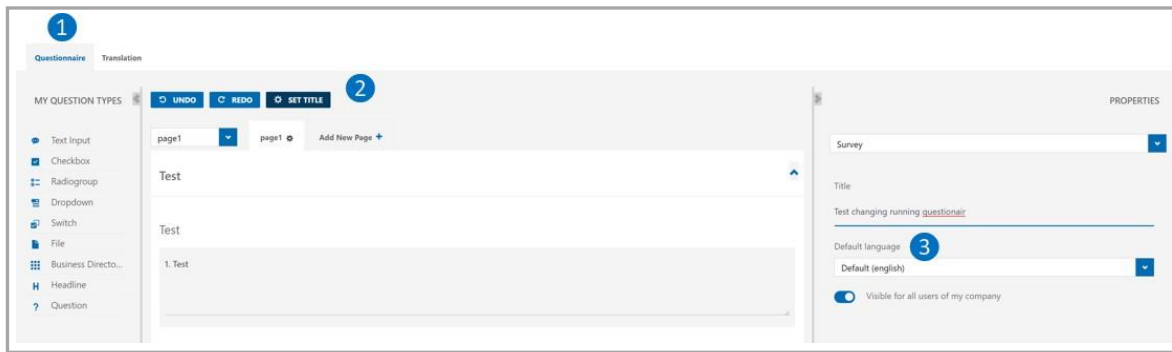 1
Questionnaire Translation
2
MY QUESTION TYPES
UNDO REDO SET TITLE
PROPERTIES
Text Input
Checkbox
Radiogroup
Dropdown
Switch
File
Business Directo...
Headline
Question
page1 page1 Add New Page +
Test
Test
1. Test
Survey
Title
Test changing running questionair
Default language 3
Default (english)
Visible for all users of my company